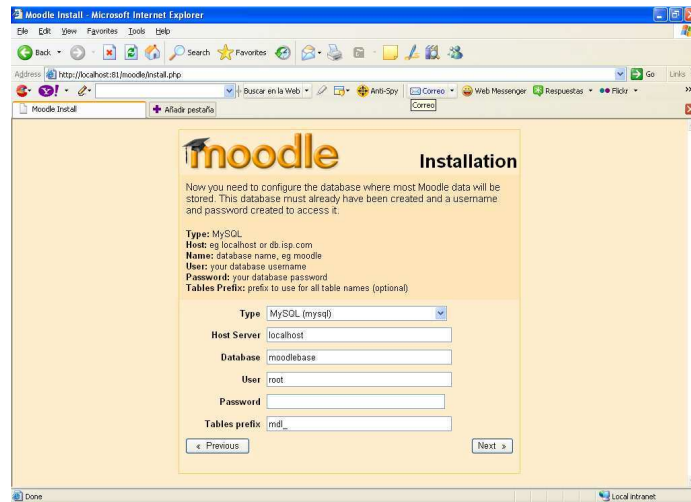 Moodle Install - Microsoft Internet Explorer
File Edit View Favorites Tools Help
Back Search Favorites
Address http://localhost:81/moodle/install.php Go Links
Y! Buscar en la Web Anti-Spy Correo Web Messenger Respuestas Flickr »
Moodle Install Añadir pestaña Correo
moodle Installation
Now you need to configure the database where most Moodle data will be
stored. This database must already have been created and a username
and password created to access it.
Type: MySQL
Host: eg localhost or db.isp.com
Name: database name, eg moodle
User: your database username
Password: your database password
Tables Prefix: prefix to use for all table names (optional)
Type MySQL (mysql)
Host Server localhost
Database moodlebase
User root
Password
Tables prefix mdl_
« Previous Next »
Done Local intranet